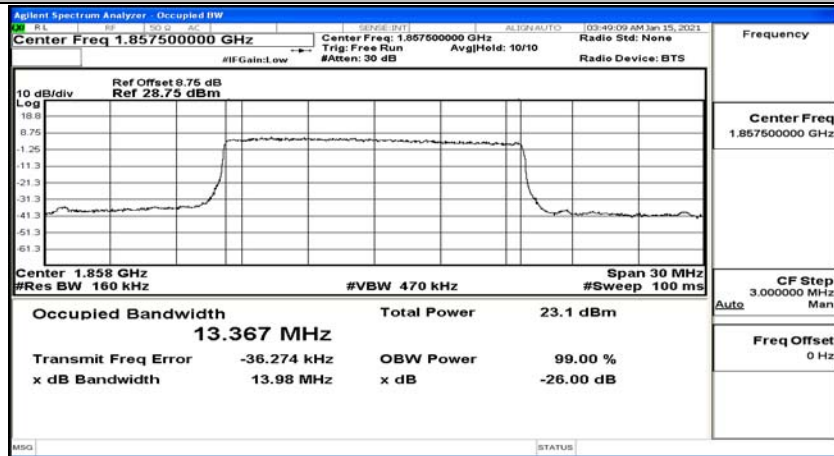 Agilent Spectrum Analyzer - Occupied BW
RL RF 50 Ω AC SENSE:INT ALIGN AUTO 03:49:09 AM Jan 15, 2021
Center Freq 1.857500000 GHz
Center Freq: 1.857500000 GHz
Radio Std: None
Trig: Free Run
Avg|Hold: 10/10
#IFGain:Low
#Atten: 30 dB
Radio Device: BTS
Ref Offset 8.75 dB
10 dB/div
Ref 28.75 dBm
Log
18.8
8.75
-1.25
-11.3
-21.3
-31.3
-41.3
-51.3
-61.3
Center 1.858 GHz
Span 30 MHz
#Res BW 160 kHz
#VBW 470 kHz
#Sweep 100 ms
Occupied Bandwidth
Total Power
23.1 dBm
13.367 MHz
Transmit Freq Error
-36.274 kHz
OBW Power
99.00 %
x dB Bandwidth
13.98 MHz
x dB
-26.00 dB
MSG
STATUS
Frequency
Center Freq
1.857500000 GHz
CF Step
3.000000 MHz
Auto Man
Freq Offset
0 Hz